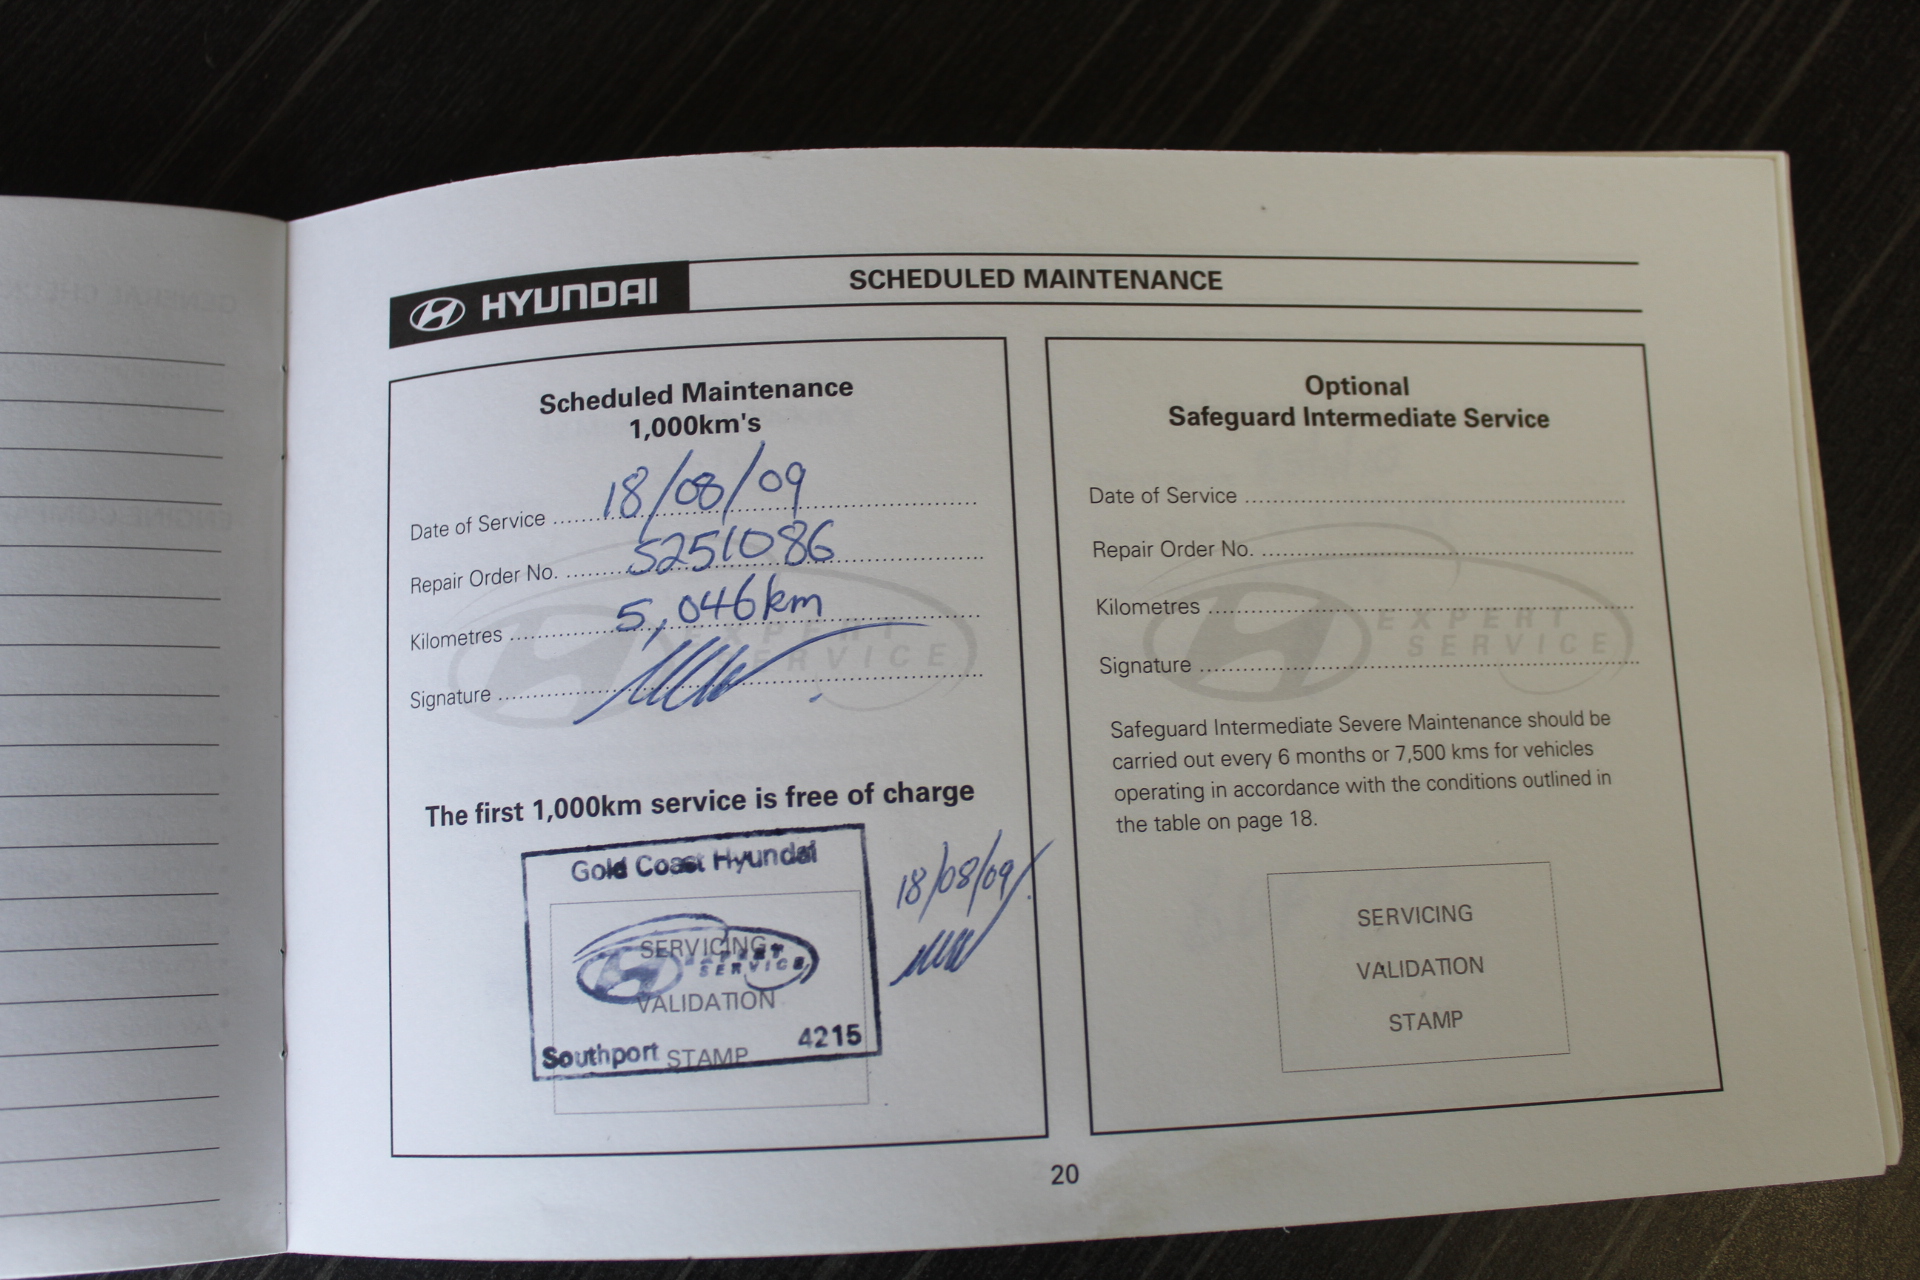 HYUNDAI
SCHEDULED MAINTENANCE
Scheduled Maintenance
1,000km's
Date of Service 18/08/09
Repair Order No. 5251086
Kilometres 5,046km
Signature
EXPERT
SERVICE
The first 1,000km service is free of charge
Gold Coast Hyundai
SERVICING
EXPERT
SERVICE
VALIDATION
Southport 4215
STAMP
18/08/09
Optional
Safeguard Intermediate Service
Date of Service
Repair Order No.
Kilometres
EXPERT
SERVICE
Signature
Safeguard Intermediate Severe Maintenance should be
carried out every 6 months or 7,500 kms for vehicles
operating in accordance with the conditions outlined in
the table on page 18.
SERVICING
VALIDATION
STAMP
20